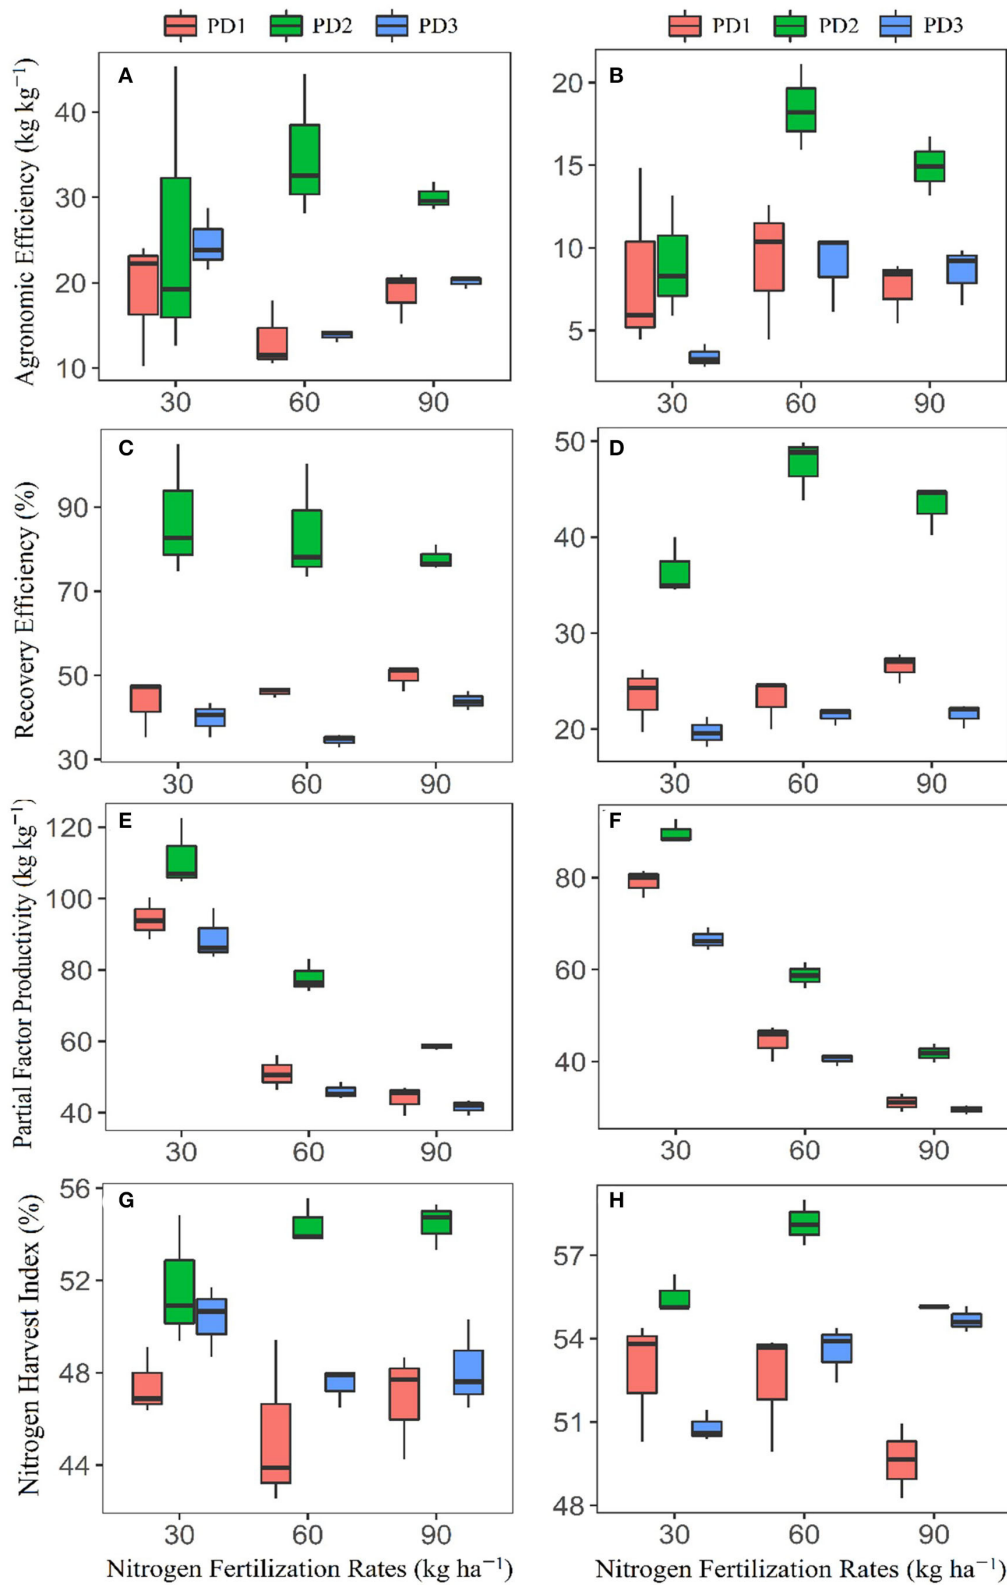 PD1 PD2 PD3 PD1 PD2 PD3
A
Agronomic Efficiency (kg kg⁻¹)
40
30
20
10
30 60 90
B
20
15
10
5
30 60 90
C
Recovery Efficiency (%)
90
70
50
30
30 60 90
D
50
40
30
20
30 60 90
E
Partial Factor Productivity (kg kg⁻¹)
120
100
80
60
40
30 60 90
F
80
60
40
30 60 90
G
Nitrogen Harvest Index (%)
56
52
48
44
30 60 90
Nitrogen Fertilization Rates (kg ha⁻¹)
H
57
54
51
48
30 60 90
Nitrogen Fertilization Rates (kg ha⁻¹)